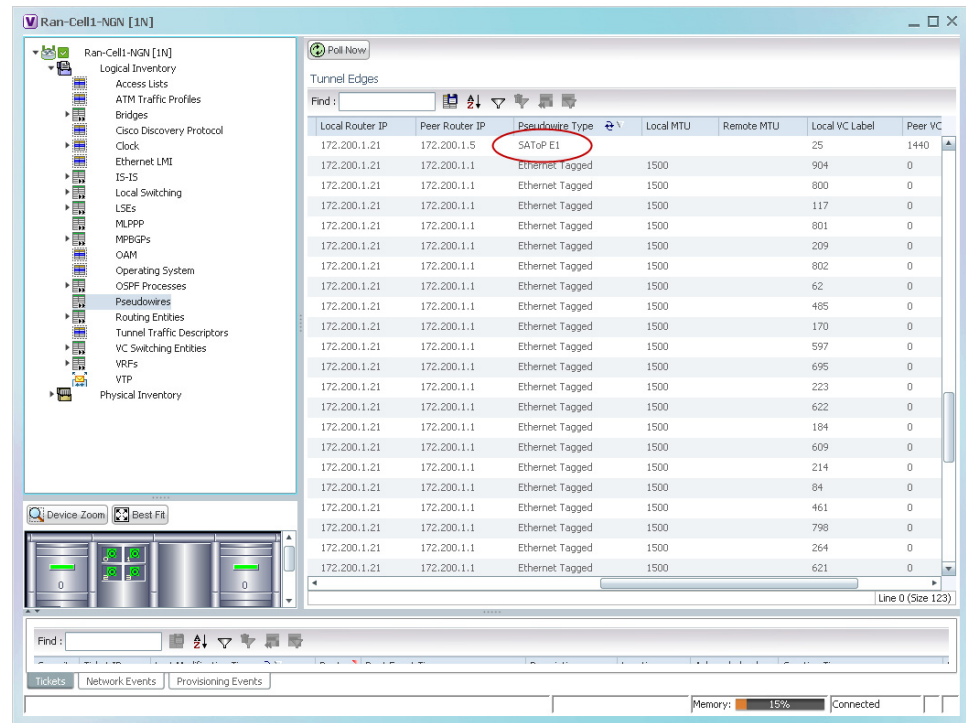 Ran-Cell1-NGN [1N]
Ran-Cell1-NGN [1N]
Logical Inventory
Access Lists
ATM Traffic Profiles
Bridges
Cisco Discovery Protocol
Clock
Ethernet LMI
IS-IS
Local Switching
LSEs
MLPPP
MPBGPs
OAM
Operating System
OSPF Processes
Pseudowires
Routing Entities
Tunnel Traffic Descriptors
VC Switching Entities
VRFs
VTP
Physical Inventory
Poll Now
Tunnel Edges
Find :
Local Router IP Peer Router IP Pseudowire Type Local MTU Remote MTU Local VC Label Peer VC
172.200.1.21 172.200.1.5 SAToP E1 25 1440
172.200.1.21 172.200.1.1 Ethernet Tagged 1500 904 0
172.200.1.21 172.200.1.1 Ethernet Tagged 1500 800 0
172.200.1.21 172.200.1.1 Ethernet Tagged 1500 117 0
172.200.1.21 172.200.1.1 Ethernet Tagged 1500 801 0
172.200.1.21 172.200.1.1 Ethernet Tagged 1500 209 0
172.200.1.21 172.200.1.1 Ethernet Tagged 1500 802 0
172.200.1.21 172.200.1.1 Ethernet Tagged 1500 62 0
172.200.1.21 172.200.1.1 Ethernet Tagged 1500 485 0
172.200.1.21 172.200.1.1 Ethernet Tagged 1500 170 0
172.200.1.21 172.200.1.1 Ethernet Tagged 1500 597 0
172.200.1.21 172.200.1.1 Ethernet Tagged 1500 695 0
172.200.1.21 172.200.1.1 Ethernet Tagged 1500 223 0
172.200.1.21 172.200.1.1 Ethernet Tagged 1500 622 0
172.200.1.21 172.200.1.1 Ethernet Tagged 1500 184 0
172.200.1.21 172.200.1.1 Ethernet Tagged 1500 609 0
172.200.1.21 172.200.1.1 Ethernet Tagged 1500 214 0
172.200.1.21 172.200.1.1 Ethernet Tagged 1500 84 0
172.200.1.21 172.200.1.1 Ethernet Tagged 1500 461 0
172.200.1.21 172.200.1.1 Ethernet Tagged 1500 798 0
172.200.1.21 172.200.1.1 Ethernet Tagged 1500 264 0
172.200.1.21 172.200.1.1 Ethernet Tagged 1500 621 0
Line 0 (Size 123)
Device Zoom Best Fit
0 0
Find :
Tickets Network Events Provisioning Events
Memory: 15% Connected